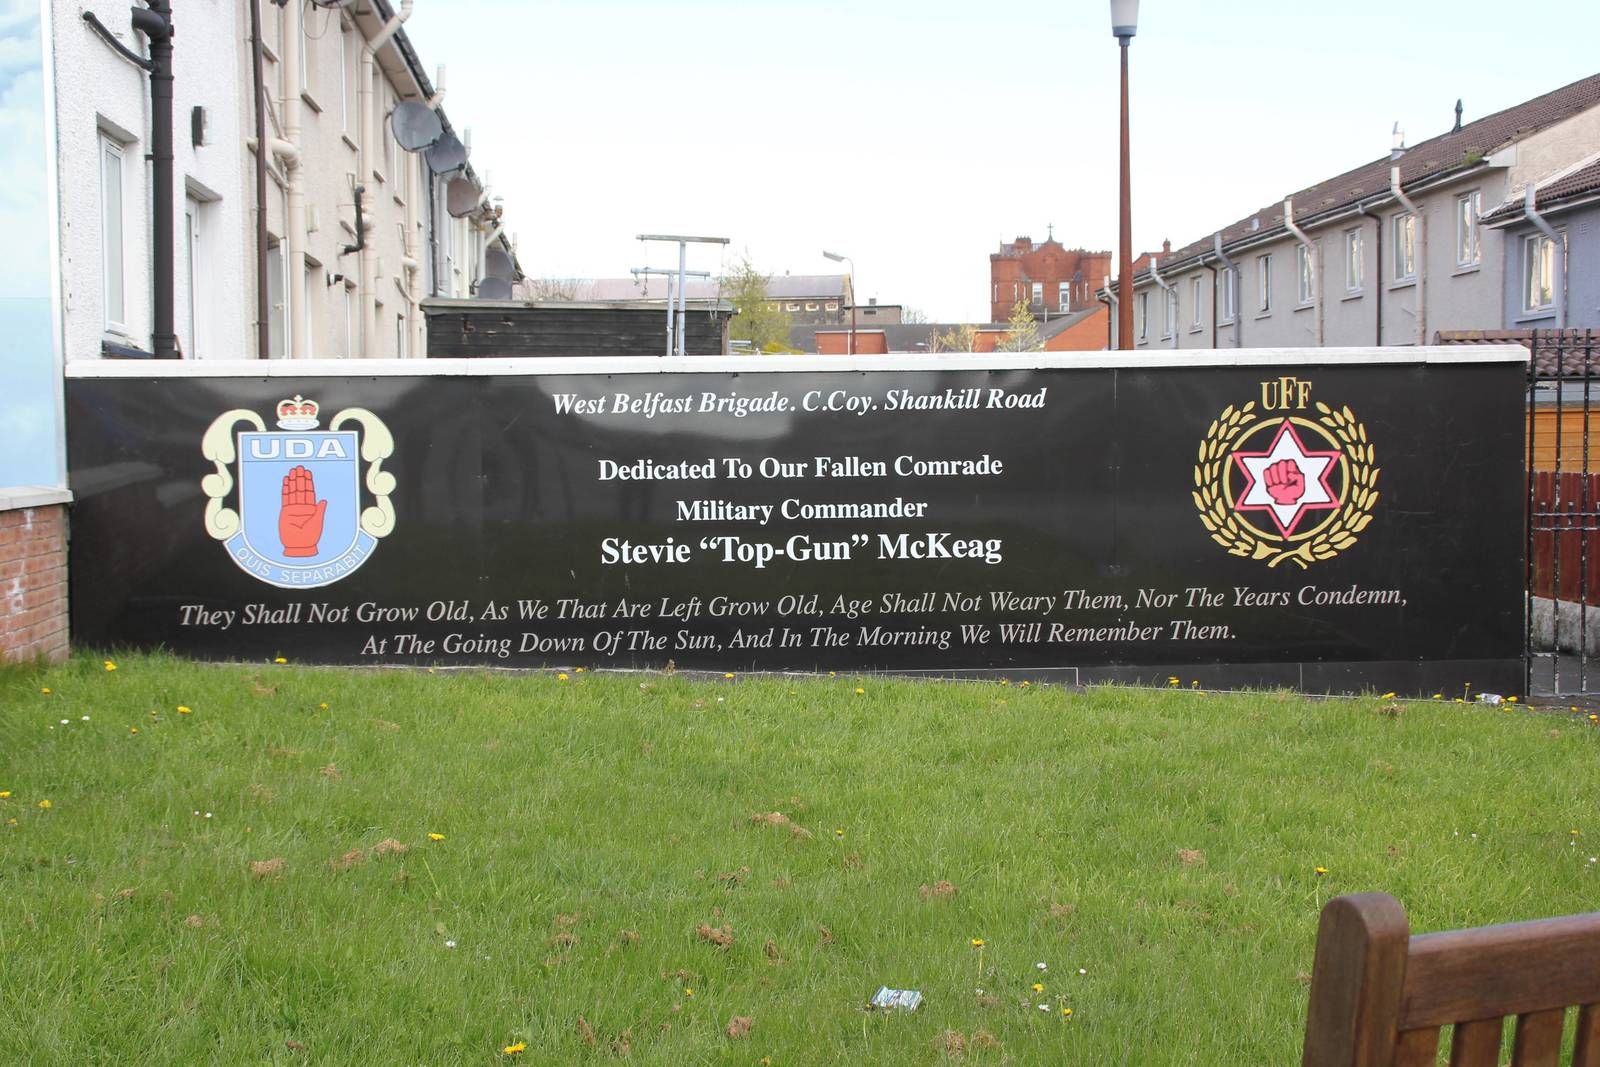 West Belfast Brigade. C.Coy. Shankill Road
UDA
QUIS SEPARABIT
Dedicated To Our Fallen Comrade
Military Commander
Stevie “Top-Gun” McKeag
UFF
They Shall Not Grow Old, As We That Are Left Grow Old, Age Shall Not Weary Them, Nor The Years Condemn,
At The Going Down Of The Sun, And In The Morning We Will Remember Them.